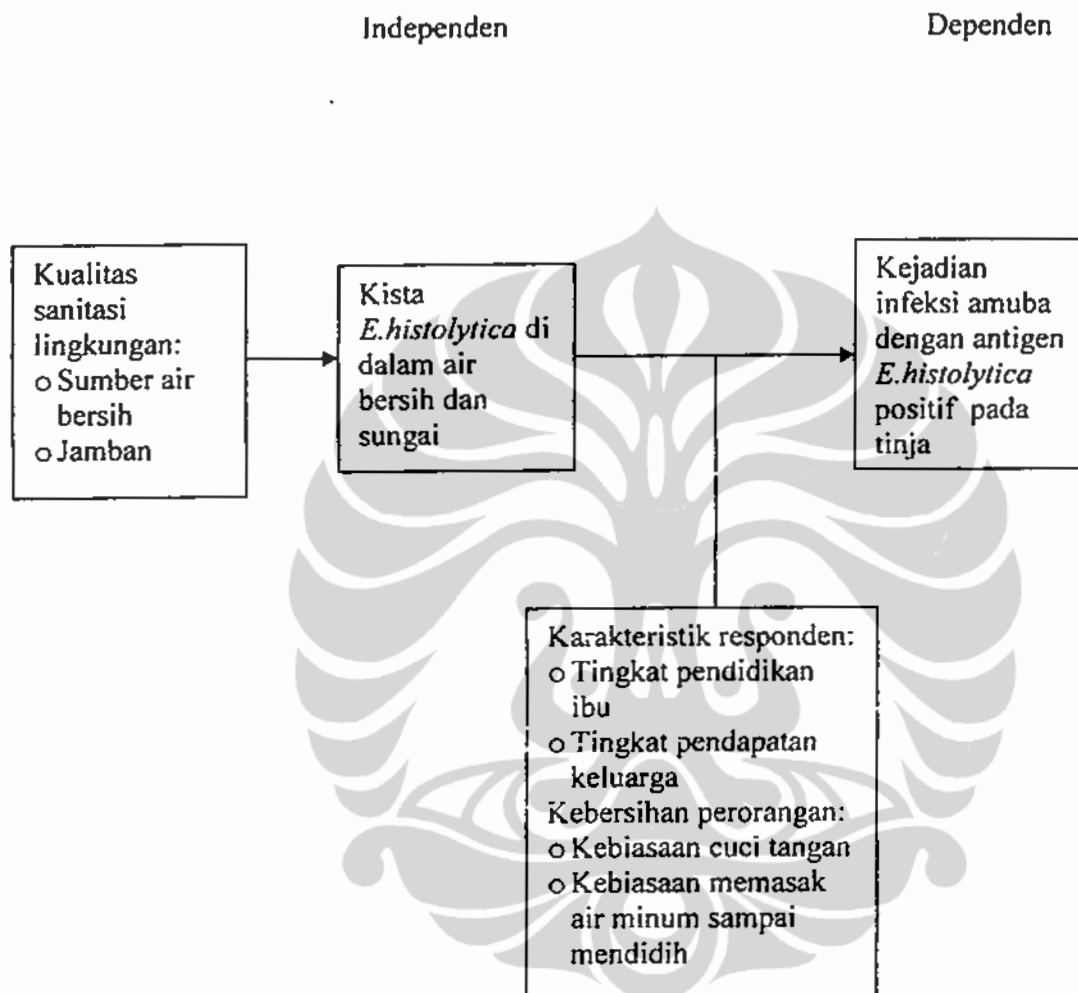 Independen
Dependen
Kualitas
sanitasi
lingkungan:
o Sumber air
bersih
o Jamban
Kista
E.histolytica di
dalam air
bersih dan
sungai
Kejadian
infeksi amuba
dengan antigen
E.histolytica
positif pada
tinja
Karakteristik responden:
o Tingkat pendidikan
ibu
o Tingkat pendapatan
keluarga
Kebersihan perorangan:
o Kebiasaan cuci tangan
o Kebiasaan memasak
air minum sampai
mendidih